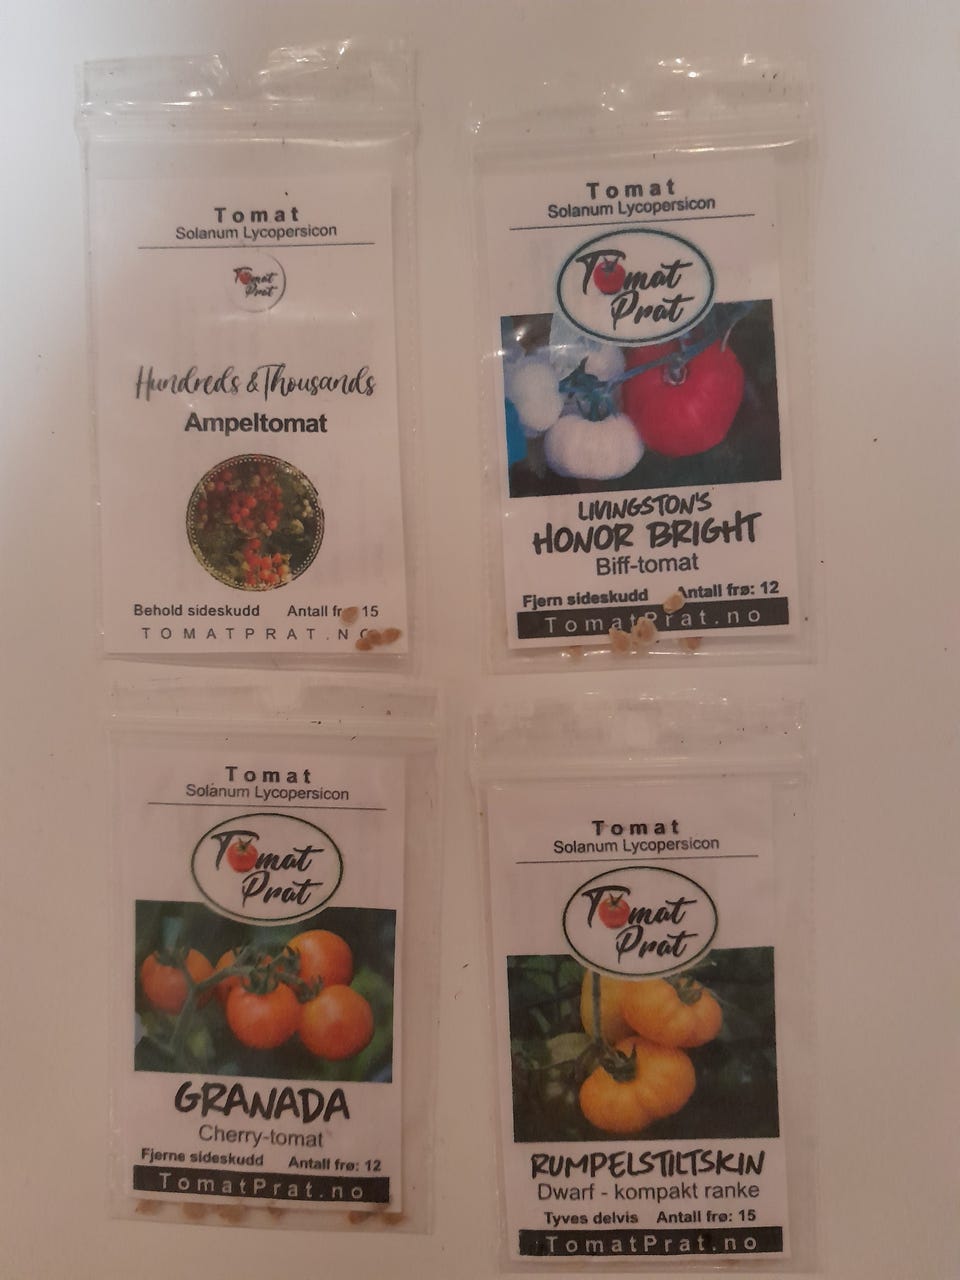 Tomat
Solanum Lycopersicon
Tomat
Prat
Hundreds & Thousands
Ampeltomat
Behold sideskudd Antall fr 15
TOMATPRAT.NO
Tomat
Solanum Lycopersicon
Tomat
Prat
LIVINGSTON'S
HONOR BRIGHT
Biff-tomat
Fjern sideskudd Antall frø: 12
TomatPrat.no
Tomat
Solanum Lycopersicon
Tomat
Prat
GRANADA
Cherry-tomat
Fjerne sideskudd Antall frø: 12
TomatPrat.no
Tomat
Solanum Lycopersicon
Tomat
Prat
RUMPELSTILTSKIN
Dwarf - kompakt ranke
Tyves delvis Antall frø: 15
TomatPrat.no